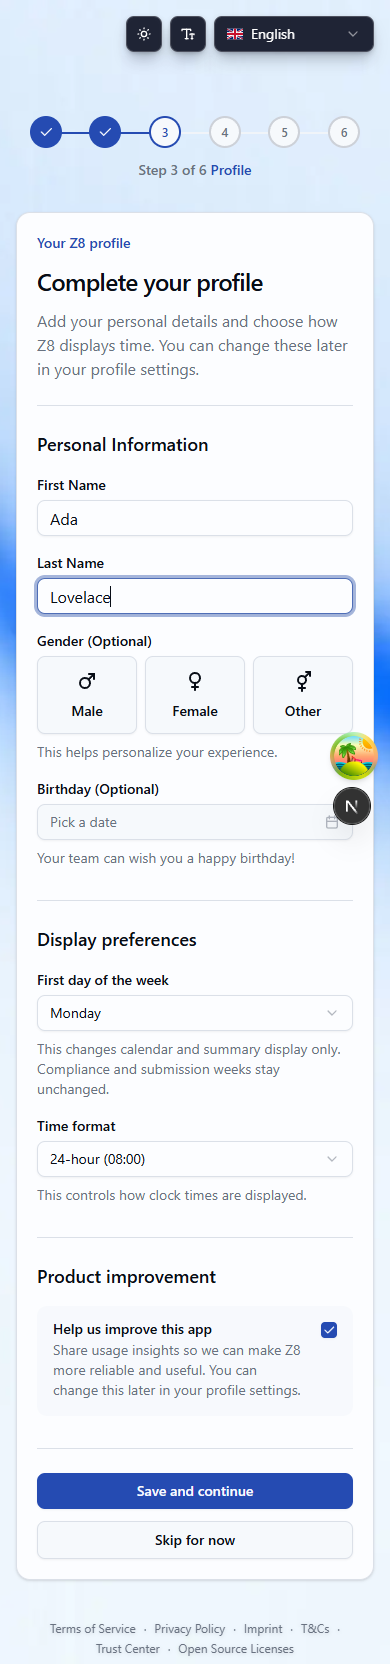 English
3
4
5
6
Step 3 of 6 Profile
Your Z8 profile
Complete your profile
Add your personal details and choose how
Z8 displays time. You can change these later
in your profile settings.
Personal Information
First Name
Ada
Last Name
Lovelace
Gender (Optional)
Male
Female
Other
This helps personalize your experience.
Birthday (Optional)
Pick a date
N
Your team can wish you a happy birthday!
Display preferences
First day of the week
Monday
This changes calendar and summary display only.
Compliance and submission weeks stay
unchanged.
Time format
24-hour (08:00)
This controls how clock times are displayed.
Product improvement
Help us improve this app
Share usage insights so we can make Z8
more reliable and useful. You can
change this later in your profile settings.
Save and continue
Skip for now
Terms of Service · Privacy Policy · Imprint · T&Cs ·
Trust Center · Open Source Licenses